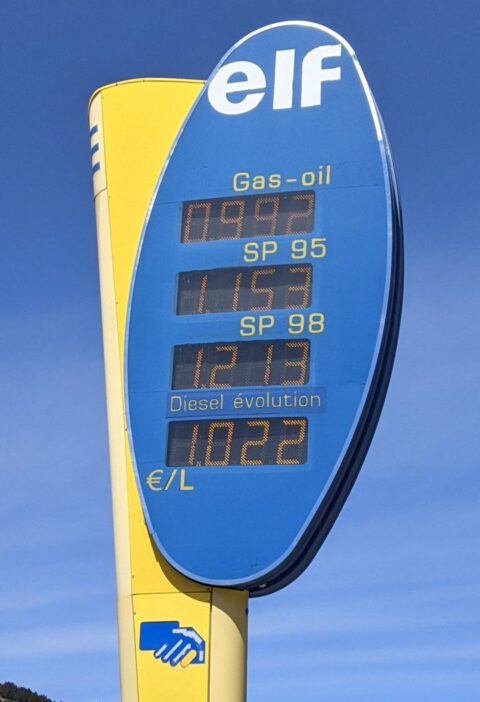 elf
Gas-oil
0.992
SP 95
1.153
SP 98
1.213
Diesel évolution
1.022
€/L